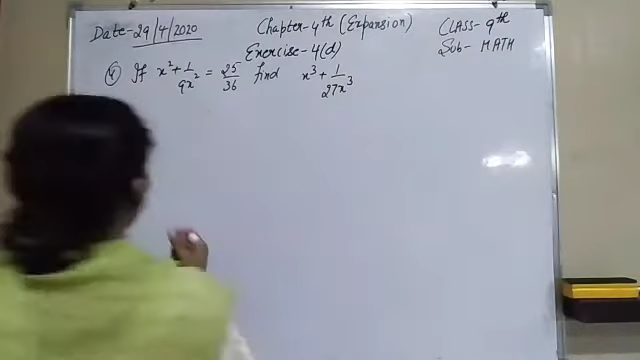 Date-29/4/2020 Chapter-4th (Expansion) CLASS-9th
Exercise-4(d) Sub- MATH
(4) If x² + 1/9x² = 25/36 find x³ + 1/27x³